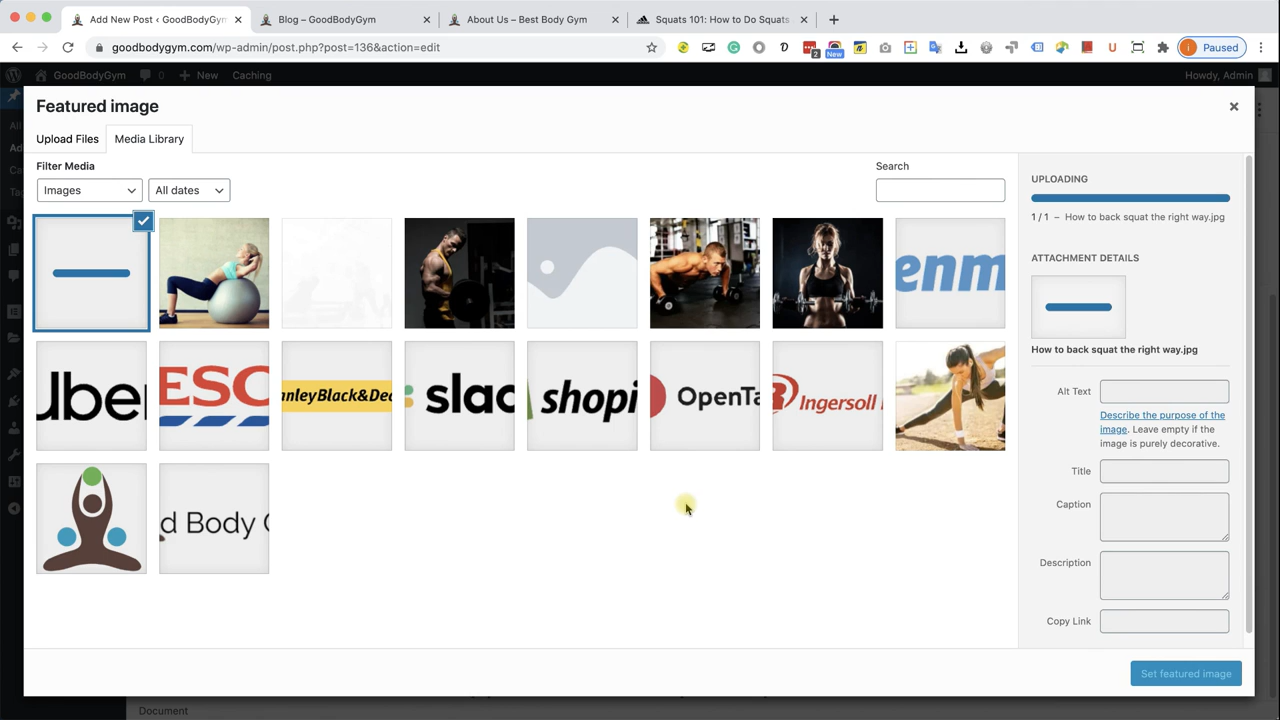 Add New Post ‹ GoodBodyGym
Blog – GoodBodyGym
About Us – Best Body Gym
Squats 101: How to Do Squats
goodbodygym.com/wp-admin/post.php?post=136&action=edit
2
New
Paused
GoodBodyGym
0
New
Caching
Howdy, Admin
Featured image
Upload Files
Media Library
Filter Media
Images
All dates
Search
enm
Uber
ESC
nleyBlack&Dec
slac
shopi
OpenTa
Ingersoll
d Body
UPLOADING
1 / 1 – How to back squat the right way.jpg
ATTACHMENT DETAILS
How to back squat the right way.jpg
Alt Text
Describe the purpose of the
image. Leave empty if the
image is purely decorative.
Title
Caption
Description
Copy Link
Set featured image
Document